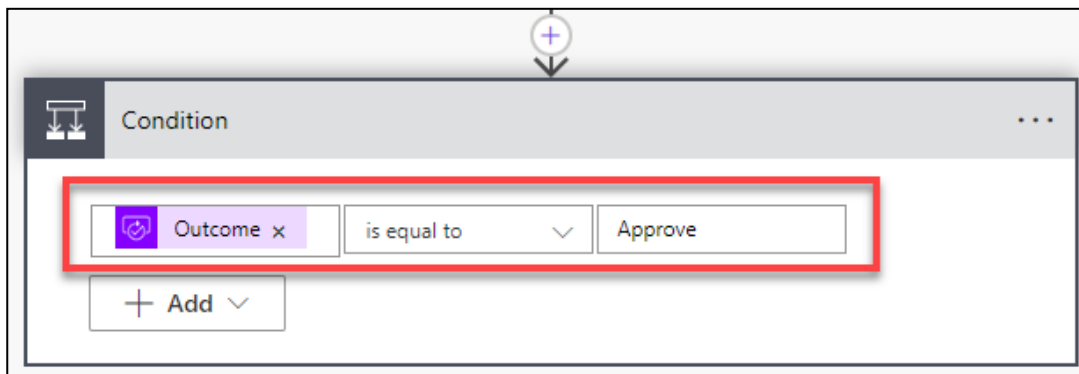 Condition
Outcome × is equal to Approve
+ Add